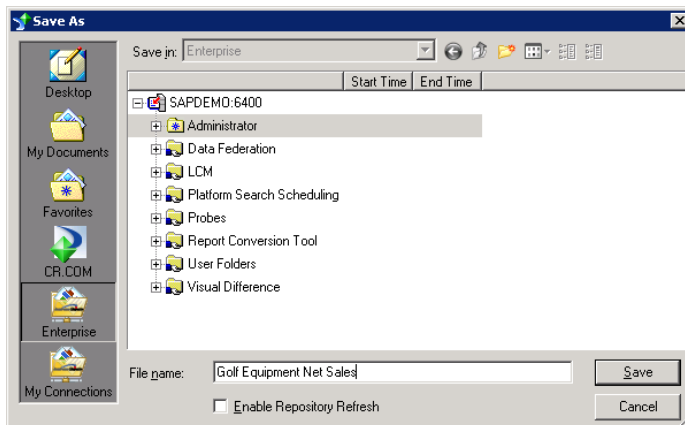 Save As
Save in: Enterprise
Desktop
My Documents
Favorites
CR.COM
Enterprise
My Connections
Start Time End Time
SAPDEMO:6400
Administrator
Data Federation
LCM
Platform Search Scheduling
Probes
Report Conversion Tool
User Folders
Visual Difference
File name: Golf Equipment Net Sales
Save
Enable Repository Refresh
Cancel